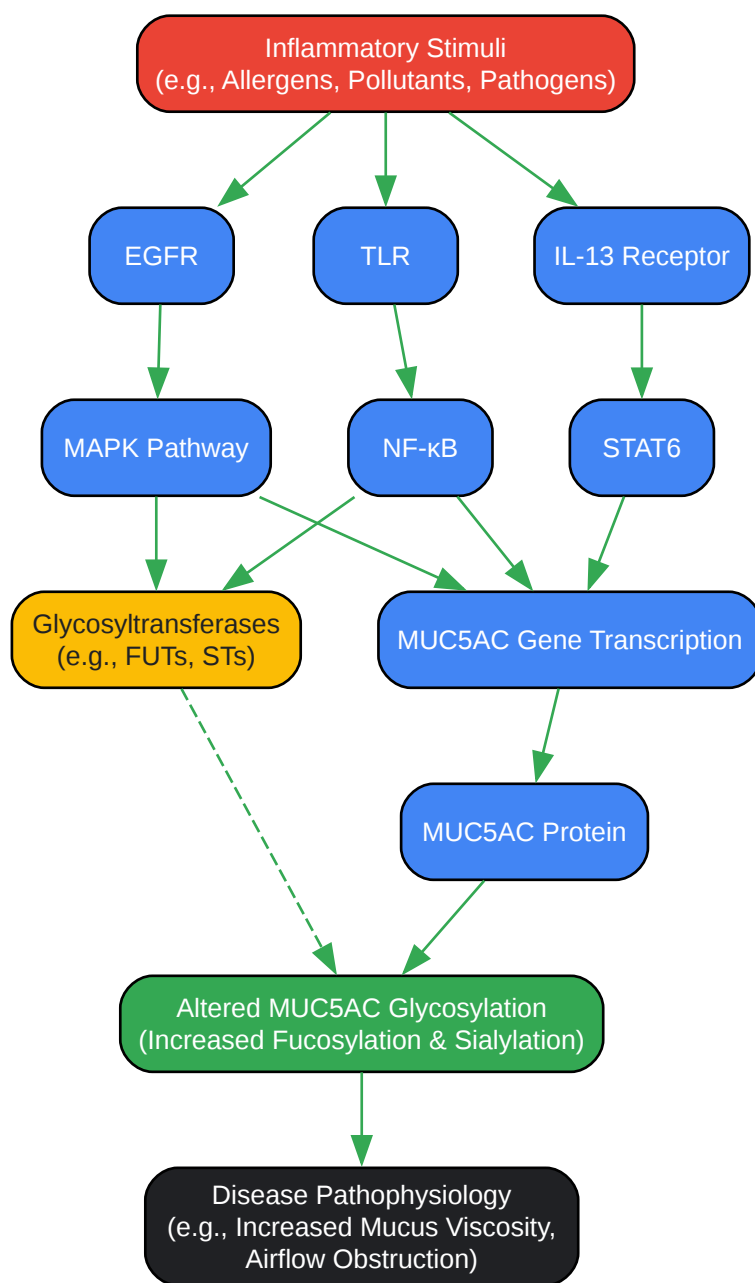 Inflammatory Stimuli
(e.g., Allergens, Pollutants, Pathogens)
EGFR
TLR
IL-13 Receptor
MAPK Pathway
NF-κB
STAT6
Glycosyltransferases
(e.g., FUTs, STs)
MUC5AC Gene Transcription
MUC5AC Protein
Altered MUC5AC Glycosylation
(Increased Fucosylation & Sialylation)
Disease Pathophysiology
(e.g., Increased Mucus Viscosity,
Airflow Obstruction)